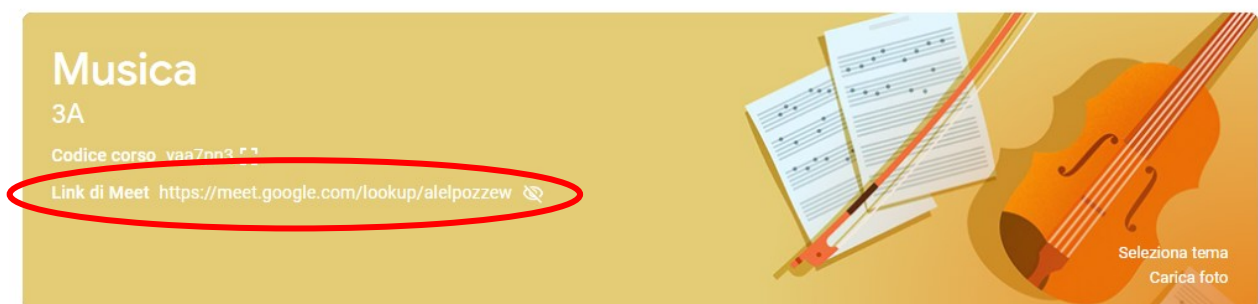 Musica
3A
Codice corso yaa7pp3
Link di Meet https://meet.google.com/lookup/alelpozzew
Seleziona tema
Carica foto